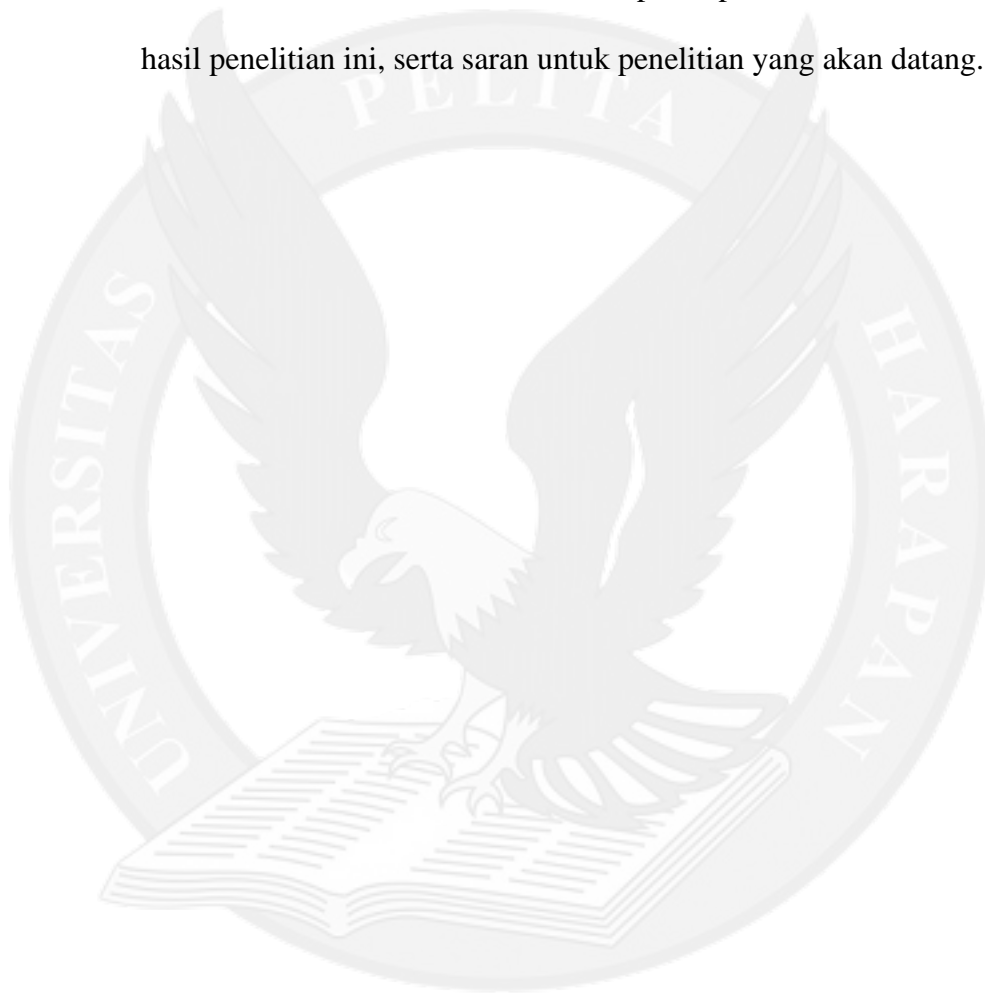 hasil penelitian ini, serta saran untuk penelitian yang akan datang.
UNIVERSITAS
PELITA
HARAPAN